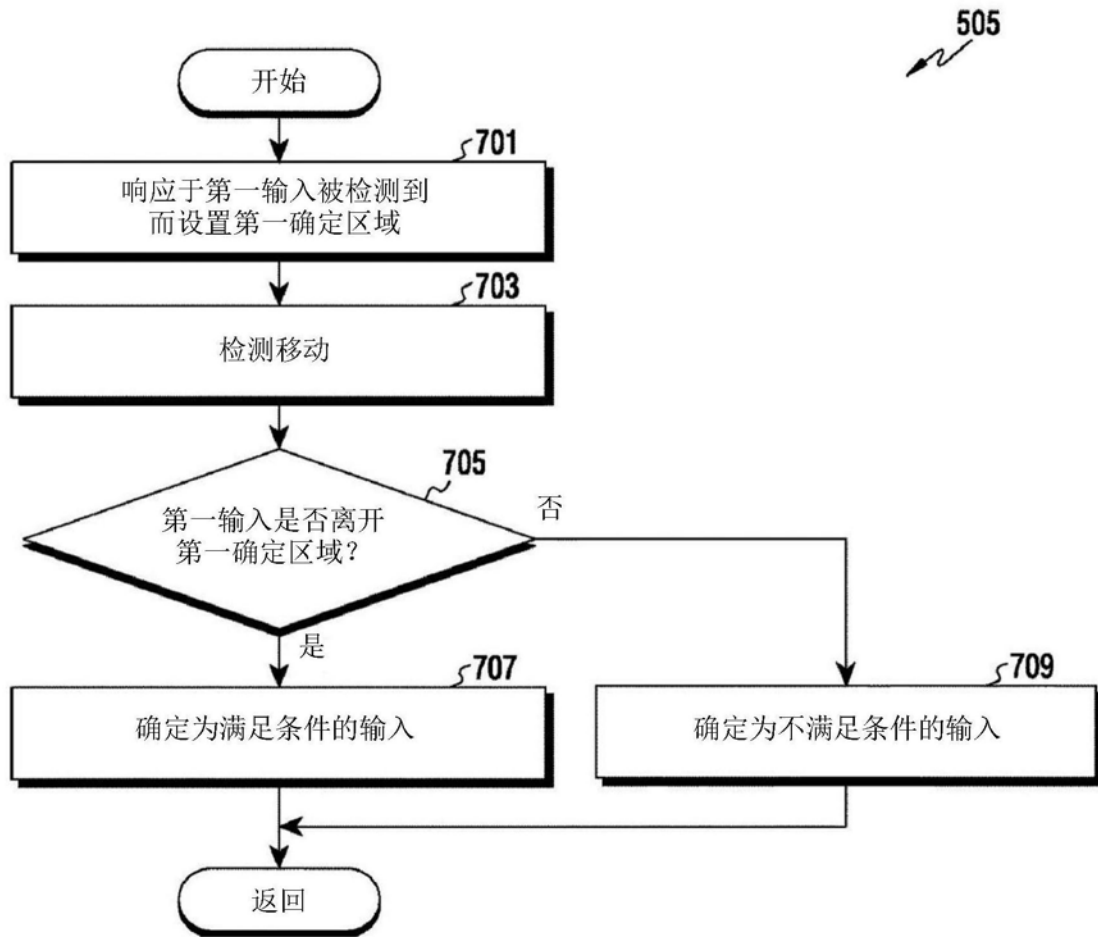 505
开始
701
响应于第一输入被检测到
而设置第一确定区域
703
检测移动
705
第一输入是否离开
第一确定区域？
否
是
707
确定为满足条件的输入
709
确定为不满足条件的输入
返回